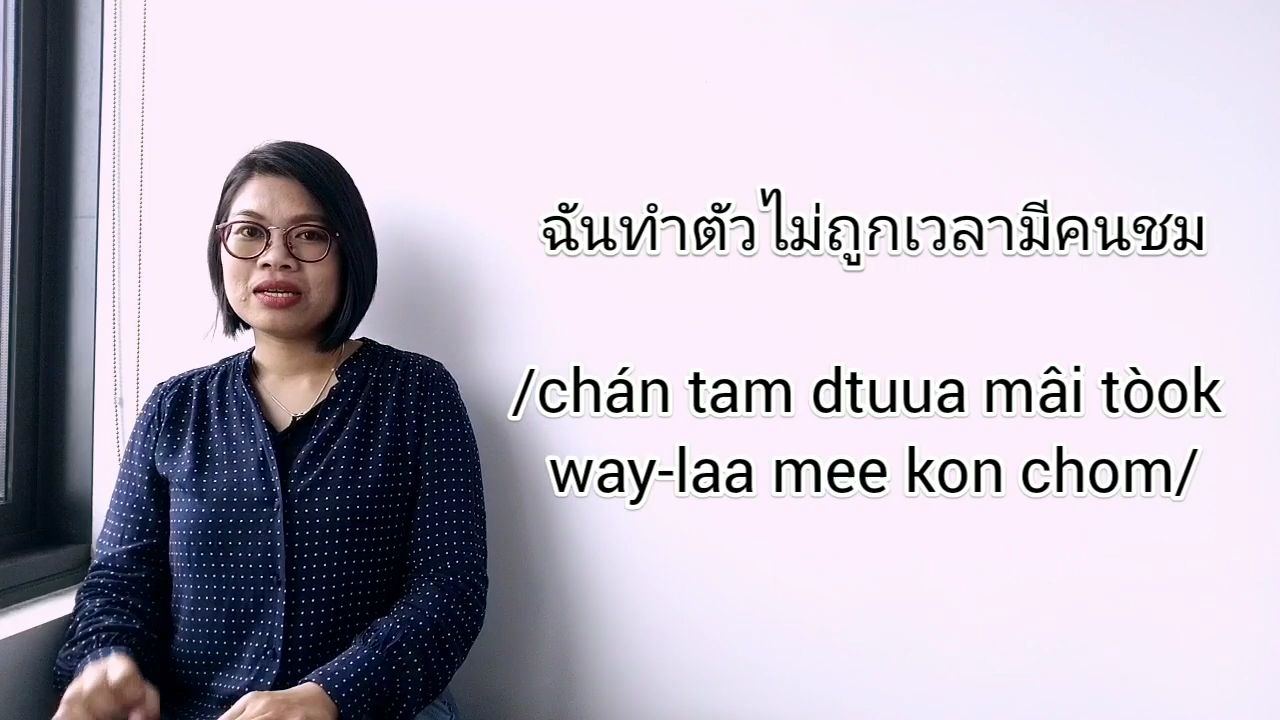 ฉันทำตัวไม่ถูกเวลามีคนชม
/chán tam dtuua mâi tòok
way-laa mee kon chom/